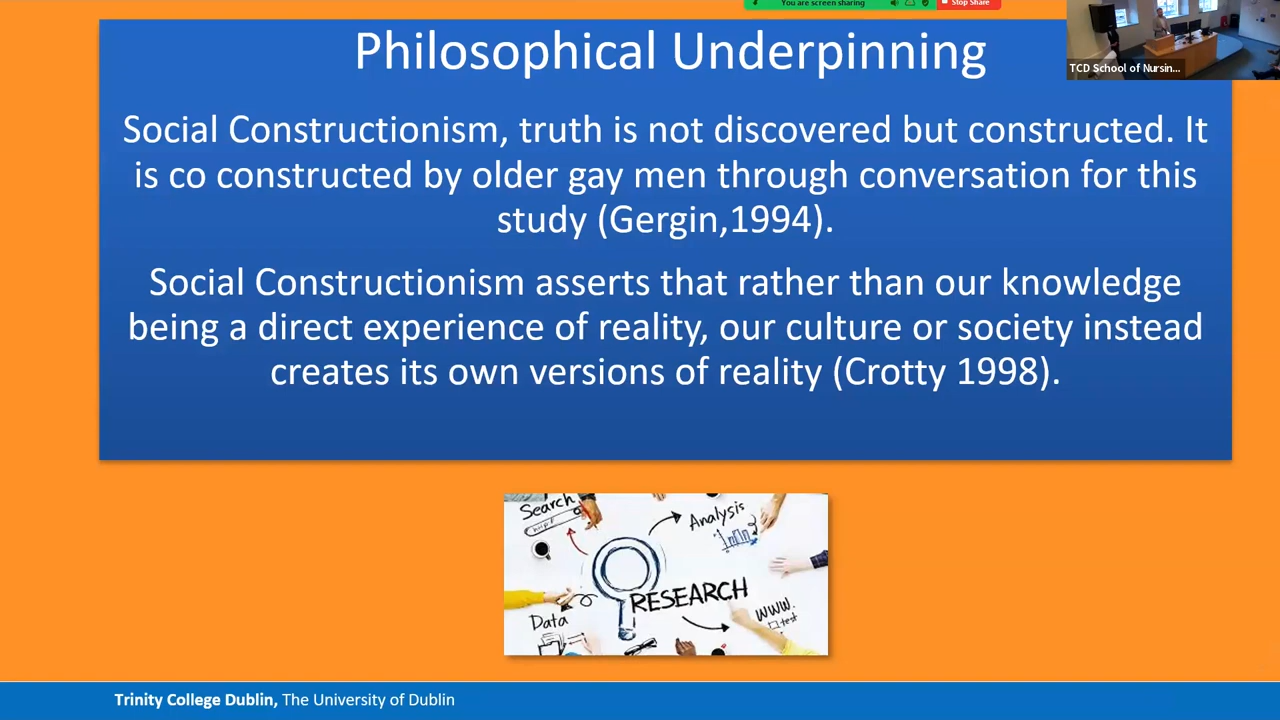 You are screen sharing
Stop Share
TCD School of Nursin...
Philosophical Underpinning
Social Constructionism, truth is not discovered but constructed. It
is co constructed by older gay men through conversation for this
study (Gergin,1994).
Social Constructionism asserts that rather than our knowledge
being a direct experience of reality, our culture or society instead
creates its own versions of reality (Crotty 1998).
Search
Analysis
RESEARCH
Data
WWW.
test
Trinity College Dublin, The University of Dublin